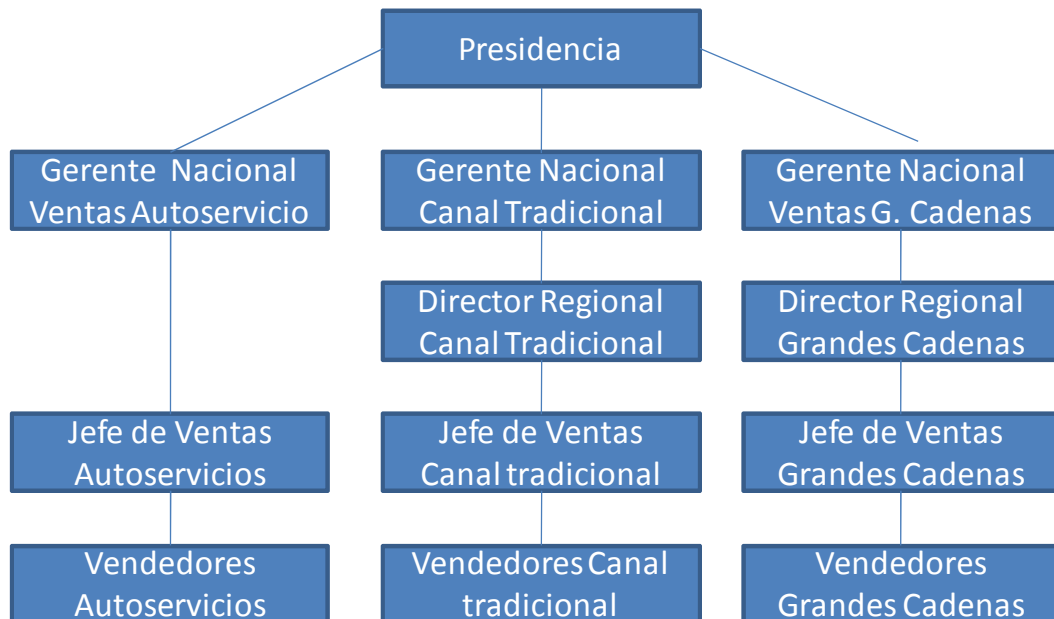 Presidencia
Gerente Nacional
Ventas Autoservicio
Gerente Nacional
Canal Tradicional
Gerente Nacional
Ventas G. Cadenas
Director Regional
Canal Tradicional
Director Regional
Grandes Cadenas
Jefe de Ventas
Autoservicios
Jefe de Ventas
Canal tradicional
Jefe de Ventas
Grandes Cadenas
Vendedores
Autoservicios
Vendedores Canal
tradicional
Vendedores
Grandes Cadenas